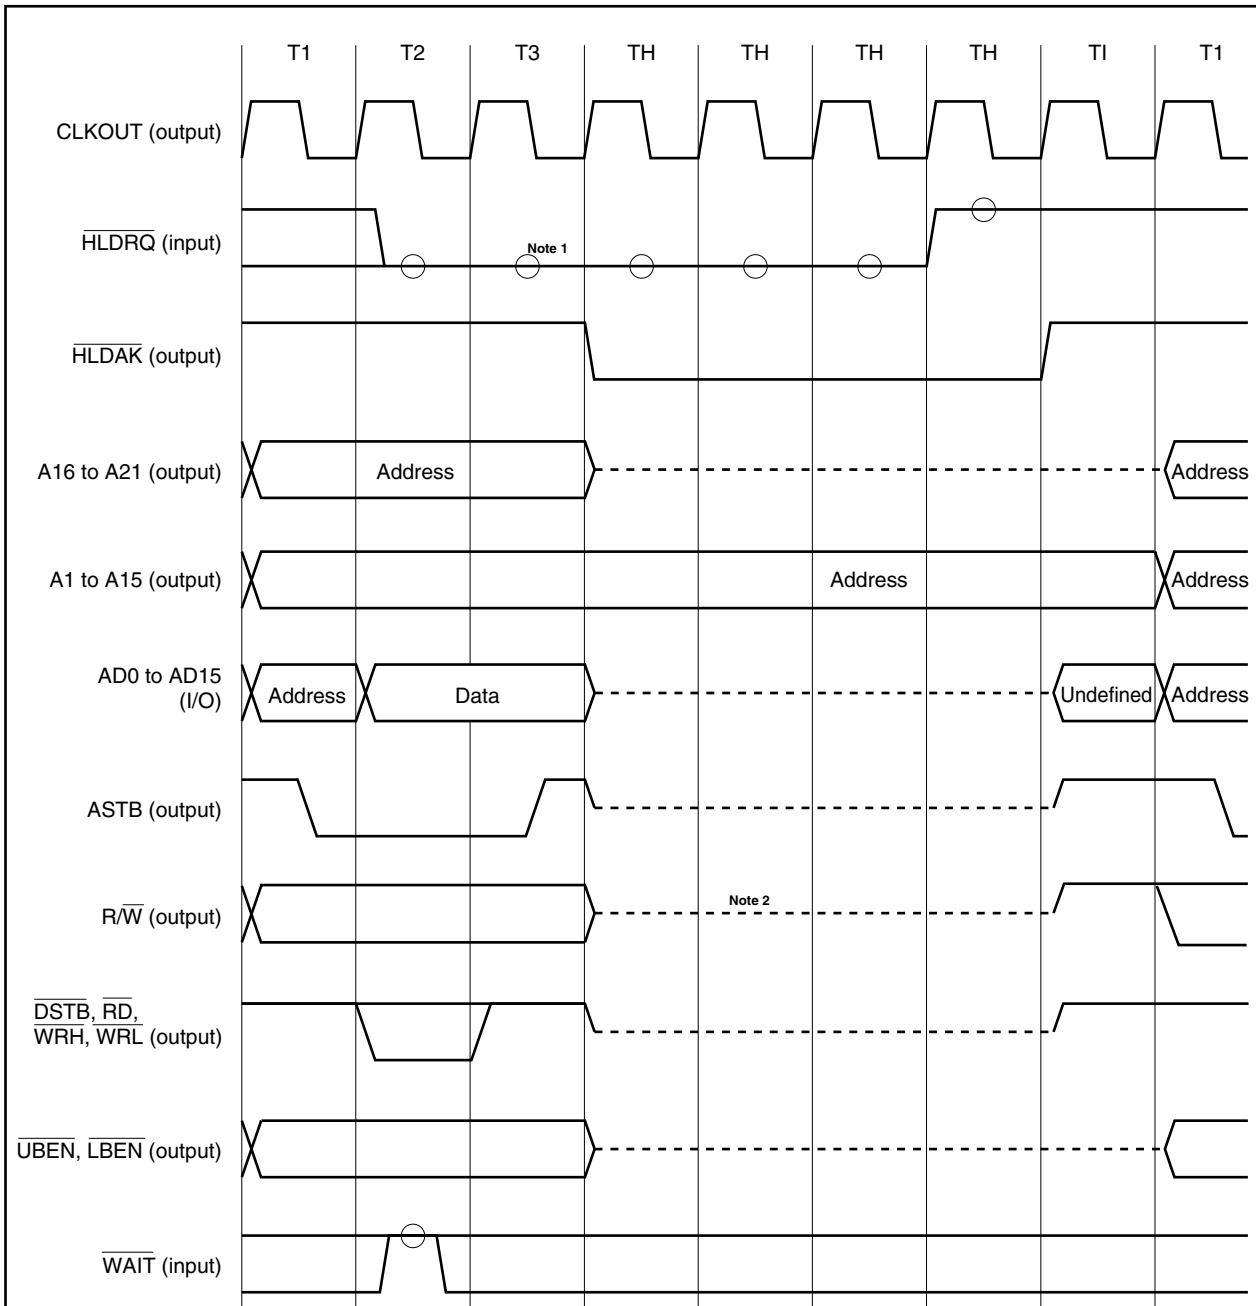 T1 T2 T3 TH TH TH TH TI T1
CLKOUT (output)
HLDRQ (input)
Note 1
HLDAK (output)
A16 to A21 (output)
Address
Address
A1 to A15 (output)
Address
Address
AD0 to AD15
(I/O)
Address
Data
Undefined
Address
ASTB (output)
R/W (output)
Note 2
DSTB, RD,
WRH, WRL (output)
UBEN, LBEN (output)
WAIT (input)